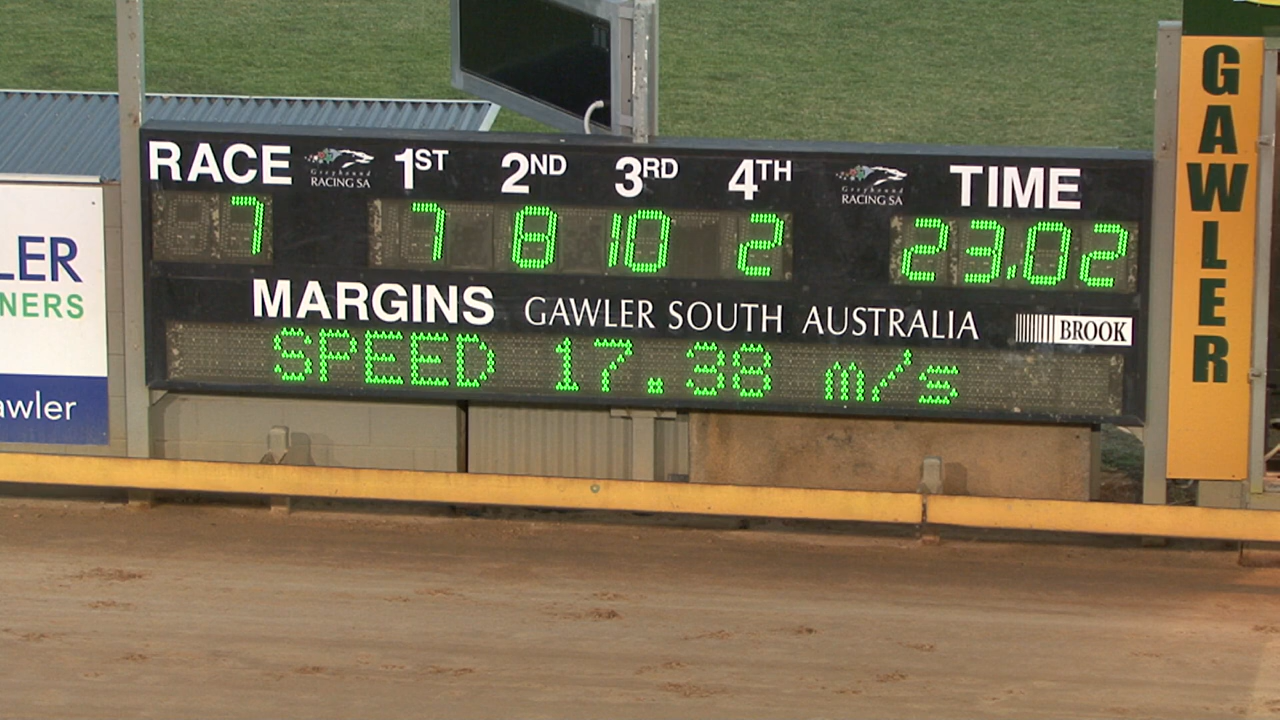 RACE Greyhound RACING SA 1ST 2ND 3RD 4TH Greyhound RACING SA TIME
7 7 8 10 2 23.02
MARGINS GAWLER SOUTH AUSTRALIA BROOK
SPEED 17.38 m/s
GAWLER
LER
NERS
awler